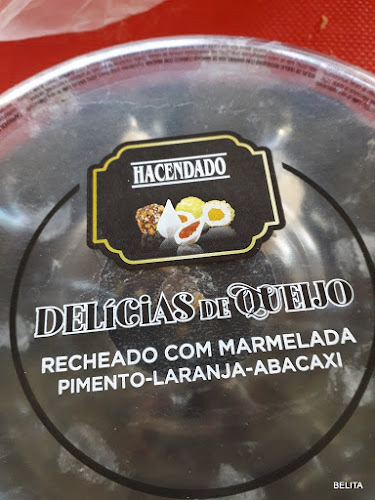 HACENDADO
DELÍCIAS DE QUEIJO
RECHEADO COM MARMELADA
PIMENTO-LARANJA-ABACAXI
BELITA